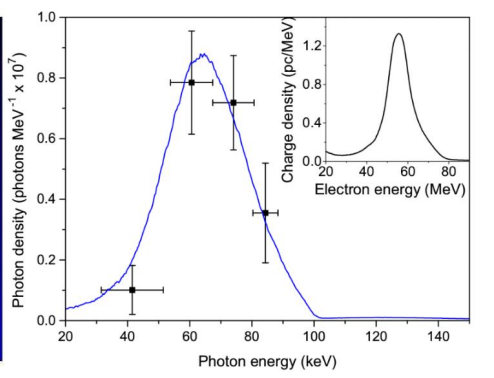 Photon density (photons MeV⁻¹ x 10⁷)
1.0
0.8
0.6
0.4
0.2
0.0
20 40 60 80 100 120 140
Photon energy (keV)
Charge density (pc/MeV)
1.2
0.8
0.4
0.0
20 40 60 80
Electron energy (MeV)